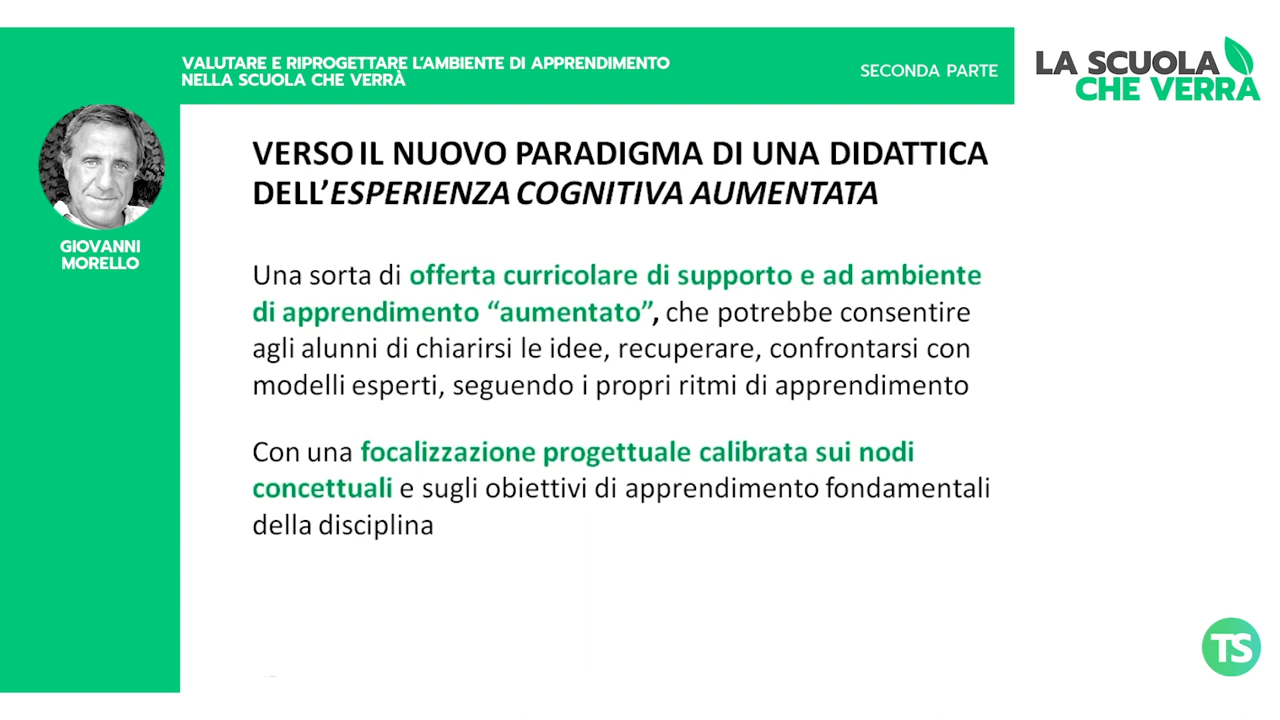 VALUTARE E RIPROGETTARE L'AMBIENTE DI APPRENDIMENTO
NELLA SCUOLA CHE VERRÀ
SECONDA PARTE
LA SCUOLA
CHE VERRÀ
GIOVANNI
MORELLO
VERSO IL NUOVO PARADIGMA DI UNA DIDATTICA
DELL'ESPERIENZA COGNITIVA AUMENTATA
Una sorta di offerta curricolare di supporto e ad ambiente
di apprendimento “aumentato”, che potrebbe consentire
agli alunni di chiarirsi le idee, recuperare, confrontarsi con
modelli esperti, seguendo i propri ritmi di apprendimento
Con una focalizzazione progettuale calibrata sui nodi
concettuali e sugli obiettivi di apprendimento fondamentali
della disciplina
TS